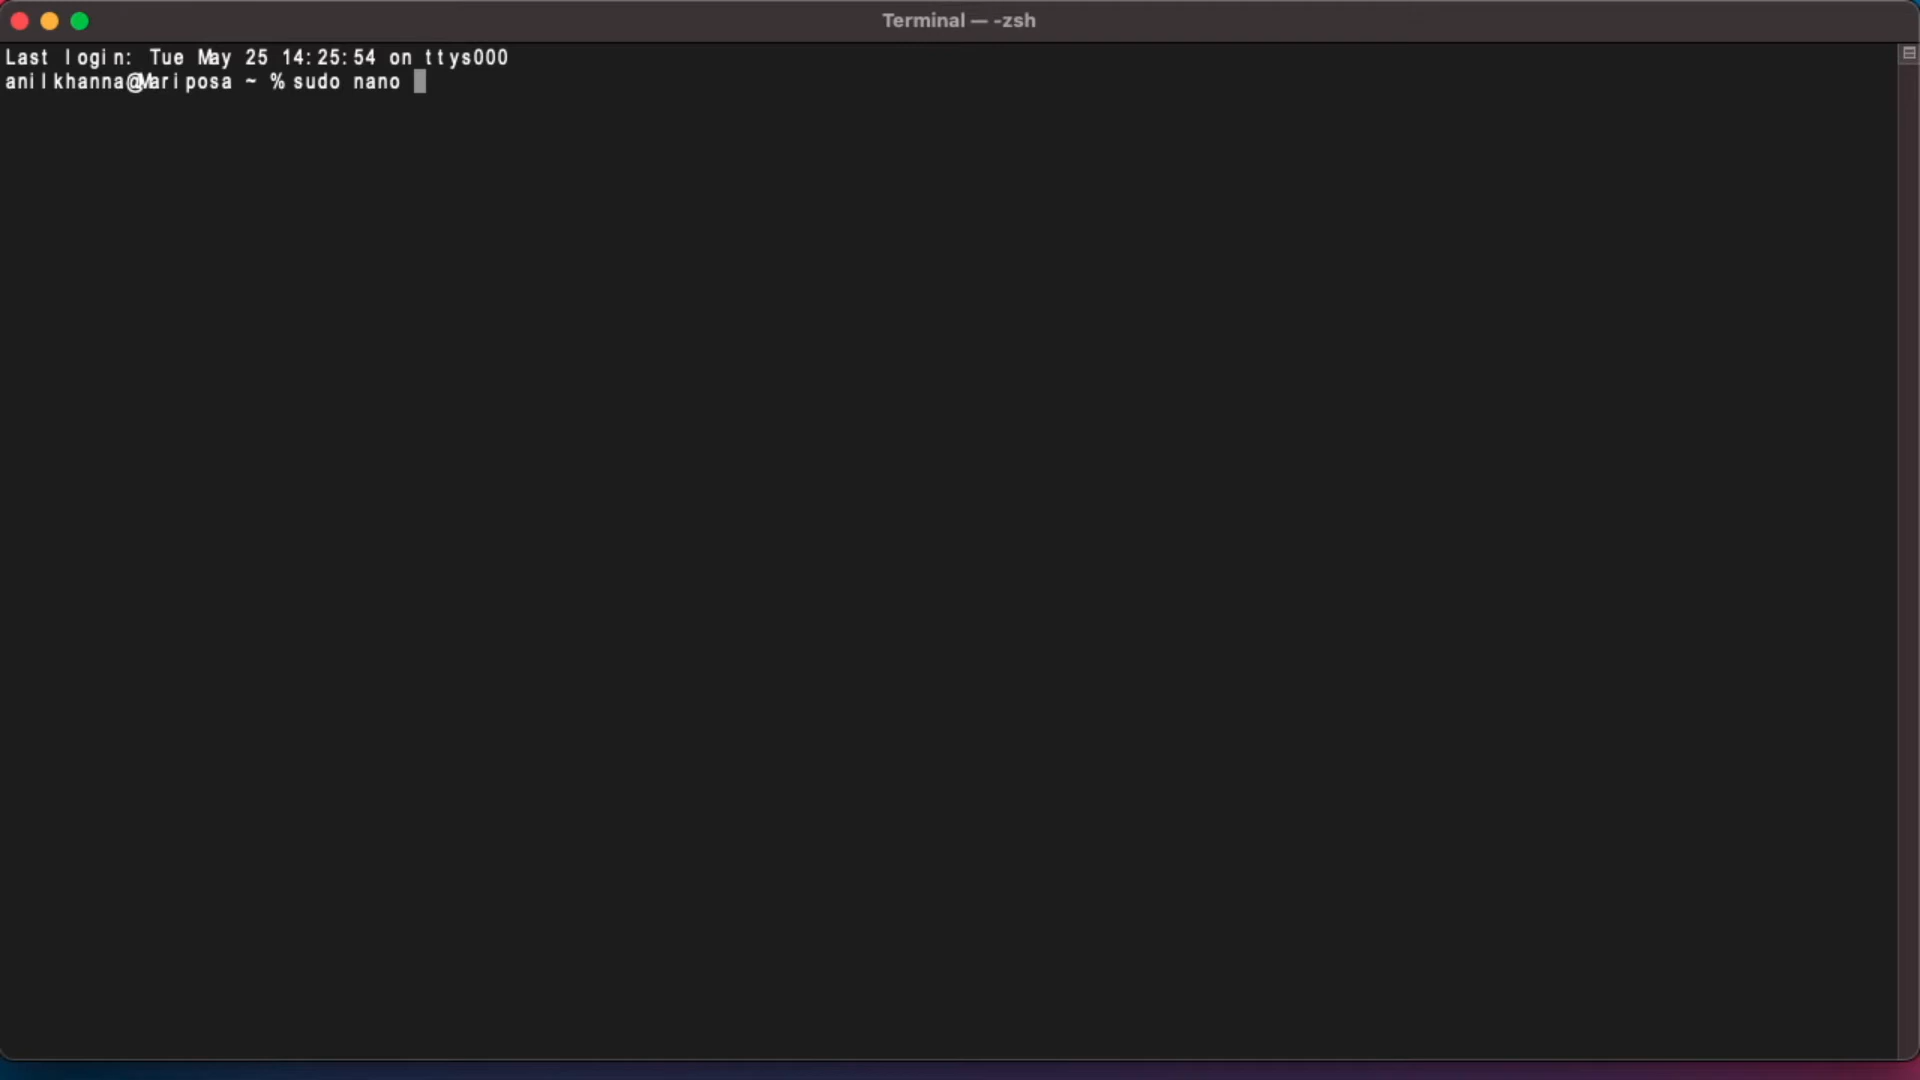 Terminal — -zsh
Last login: Tue May 25 14:25:54 on ttys000
anilkhanna@Mariposa ~ % sudo nano